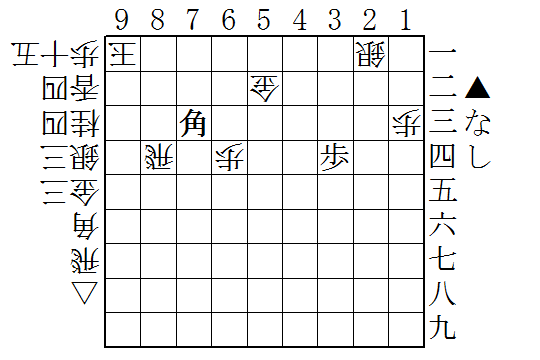 9 8 7 6 5 4 3 2 1
王 銀 一
金 二
角 歩 三
飛 歩 歩 四
五
六
七
八
九
▲なし
△飛角金三銀三桂四香四歩十五